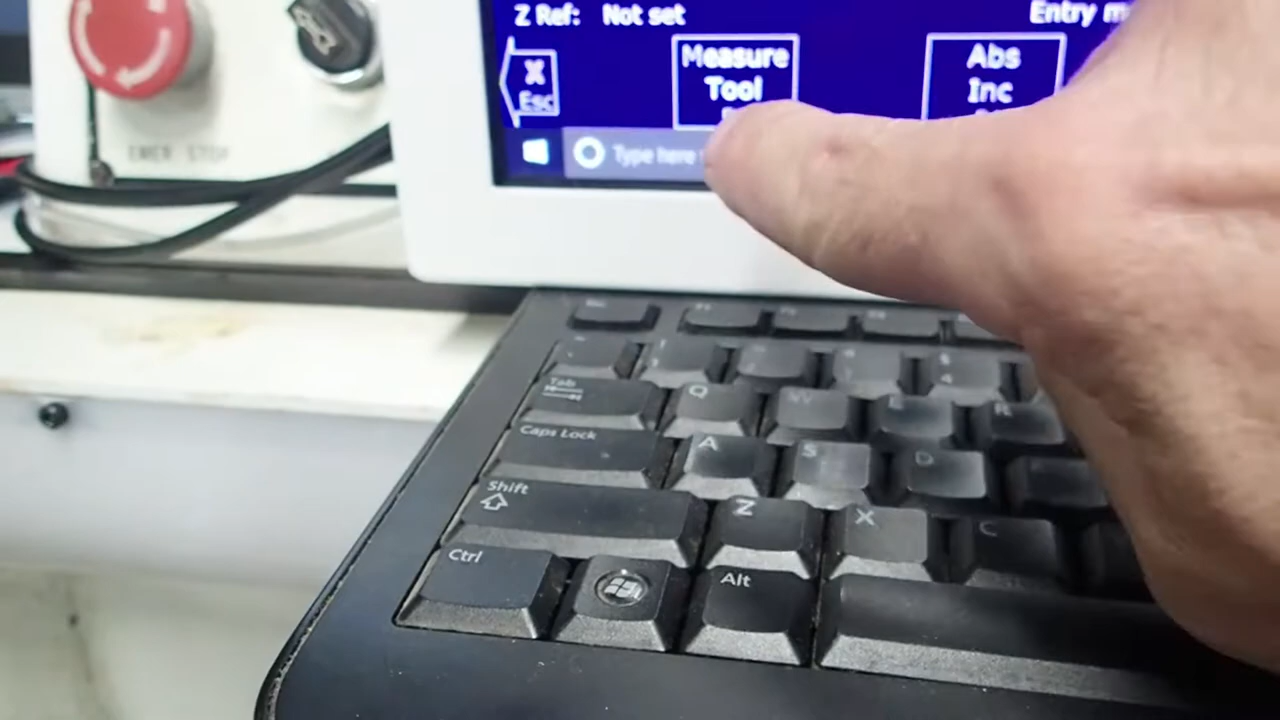 Z Ref: Not set
Entry
Measure
Tool
Abs
Inc
X
Esc
Type here
EMER STOP
Tab
Q
W
E
R
Caps Lock
A
S
D
Shift
Z
X
C
Ctrl
Alt